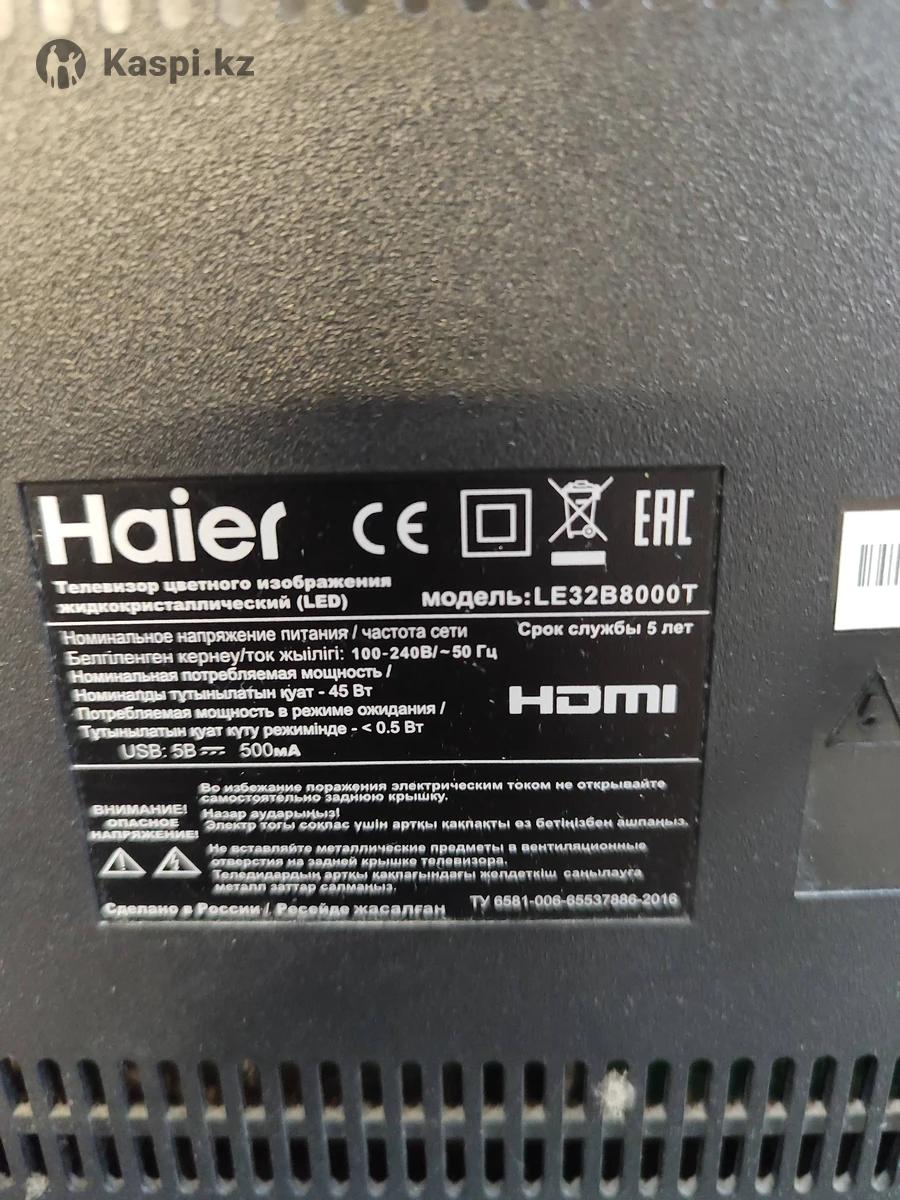 Kaspi.kz
Haier CE EAC
Телевизор цветного изображения
жидкокристаллический (LED) модель:LE32B8000T
Номинальное напряжение питания / частота сети Срок службы 5 лет
Белгіленген кернеу/ток жыілігі: 100-240В/~50 Гц
Номинальная потребляемая мощность /
Номиналды тутынылатын қуат - 45 Вт
HDMI
Потребляемая мощность в режиме ожидания /
Тутынылатын қуат күту режимінде - < 0.5 Вт
USB: 5В 500мА
Во избежание поражения электрическим током не открывайте
самостоятельно заднюю крышку.
ВНИМАНИЕ!
ОПАСНОЕ
НАПРЯЖЕНИЕ!
Назар аударыңыз!
Электр тогы соқпас үшін артқы қақпақты өз бетіңізбен ашпаңыз.
Не вставляйте металлические предметы в вентиляционные
отверстия на задней крышке телевизора.
Теледидардың артқы қақпағындағы желдеткіш саңылауға
металл заттар салмаңыз.
Сделано в России / Ресейде жасалған ТУ 6581-006-65537886-2016